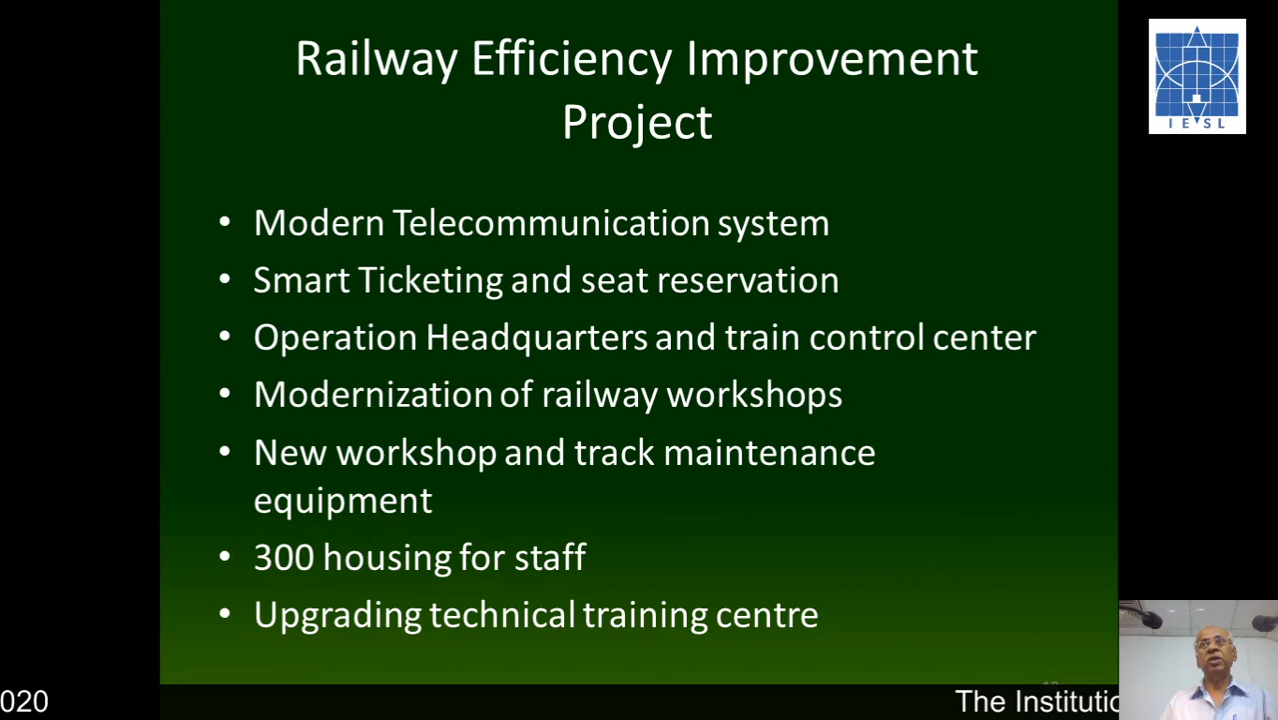 Railway Efficiency Improvement
Project
IESL
• Modern Telecommunication system
• Smart Ticketing and seat reservation
• Operation Headquarters and train control center
• Modernization of railway workshops
• New workshop and track maintenance
equipment
• 300 housing for staff
• Upgrading technical training centre
020
The